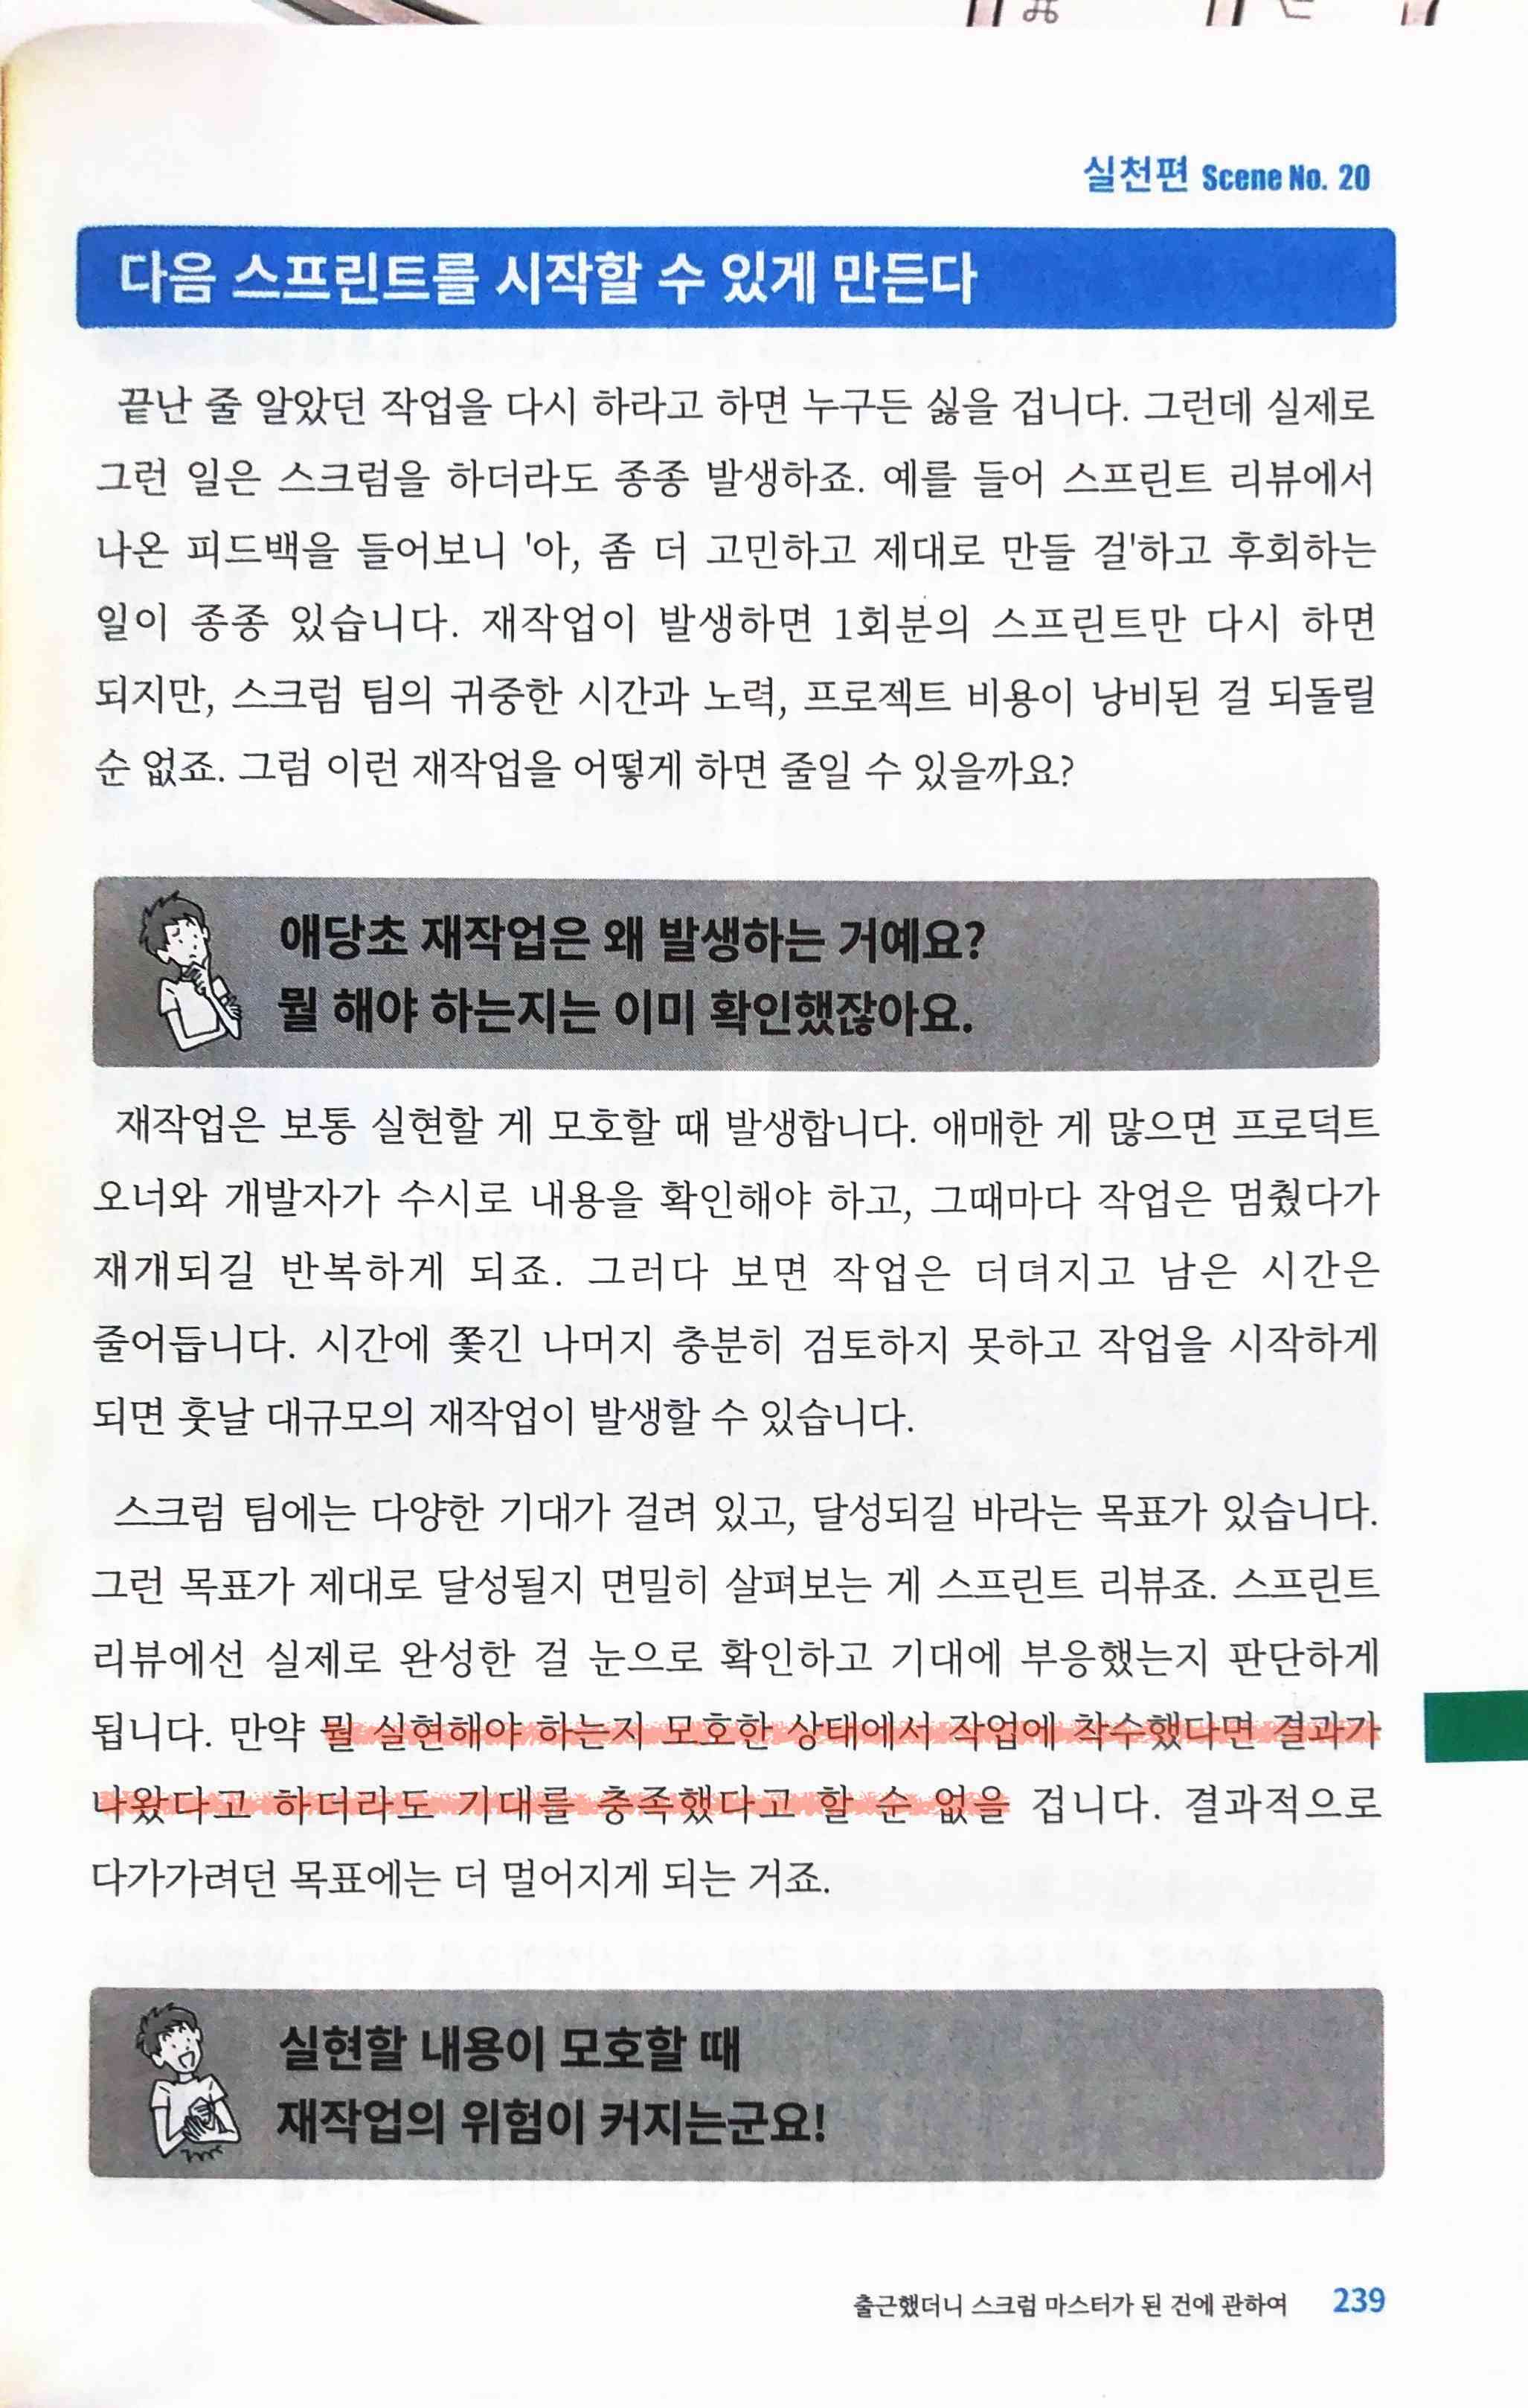 실천편 Scene No. 20
다음 스프린트를 시작할 수 있게 만든다
끝난 줄 알았던 작업을 다시 하라고 하면 누구든 싫을 겁니다. 그런데 실제로
그런 일은 스크럼을 하더라도 종종 발생하죠. 예를 들어 스프린트 리뷰에서
나온 피드백을 들어보니 '아, 좀 더 고민하고 제대로 만들 걸'하고 후회하는
일이 종종 있습니다. 재작업이 발생하면 1회분의 스프린트만 다시 하면
되지만, 스크럼 팀의 귀중한 시간과 노력, 프로젝트 비용이 낭비된 걸 되돌릴
순 없죠. 그럼 이런 재작업을 어떻게 하면 줄일 수 있을까요?
애당초 재작업은 왜 발생하는 거예요?
뭘 해야 하는지는 이미 확인했잖아요.
재작업은 보통 실현할 게 모호할 때 발생합니다. 애매한 게 많으면 프로덕트
오너와 개발자가 수시로 내용을 확인해야 하고, 그때마다 작업은 멈췄다가
재개되길 반복하게 되죠. 그러다 보면 작업은 더뎌지고 남은 시간은
줄어듭니다. 시간에 쫓긴 나머지 충분히 검토하지 못하고 작업을 시작하게
되면 훗날 대규모의 재작업이 발생할 수 있습니다.
스크럼 팀에는 다양한 기대가 걸려 있고, 달성되길 바라는 목표가 있습니다.
그런 목표가 제대로 달성될지 면밀히 살펴보는 게 스프린트 리뷰죠. 스프린트
리뷰에선 실제로 완성한 걸 눈으로 확인하고 기대에 부응했는지 판단하게
됩니다. 만약 뭘 실현해야 하는지 모호한 상태에서 작업에 착수했다면 결과가
나왔다고 하더라도 기대를 충족했다고 할 순 없을 겁니다. 결과적으로
다가가려던 목표에는 더 멀어지게 되는 거죠.
실현할 내용이 모호할 때
재작업의 위험이 커지는군요!
출근했더니 스크럼 마스터가 된 건에 관하여 239